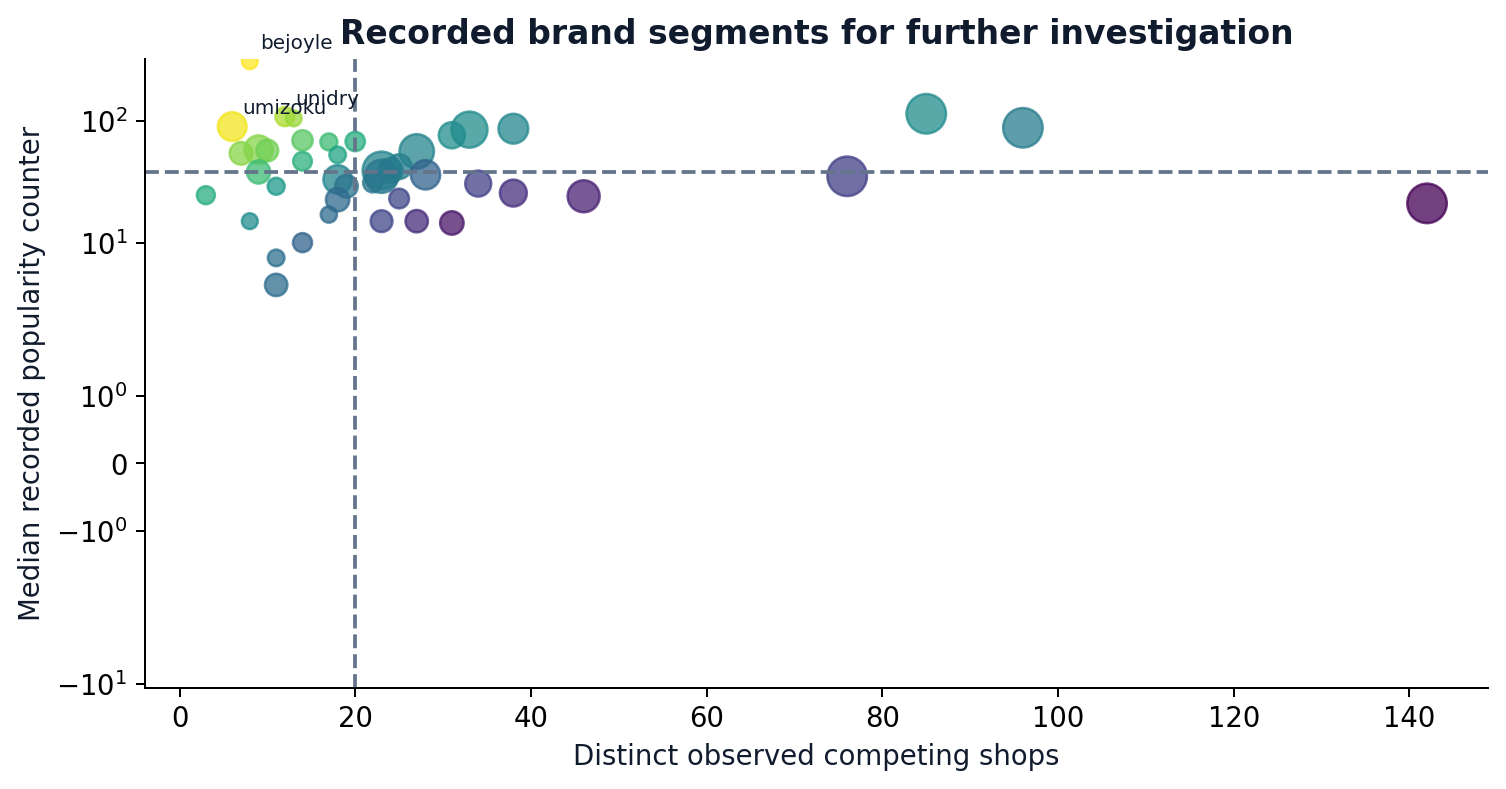 Recorded brand segments for further investigation
bejoyle
unidry
umizoku
Median recorded popularity counter
10²
10¹
10⁰
0
−10⁰
−10¹
0 20 40 60 80 100 120 140
Distinct observed competing shops